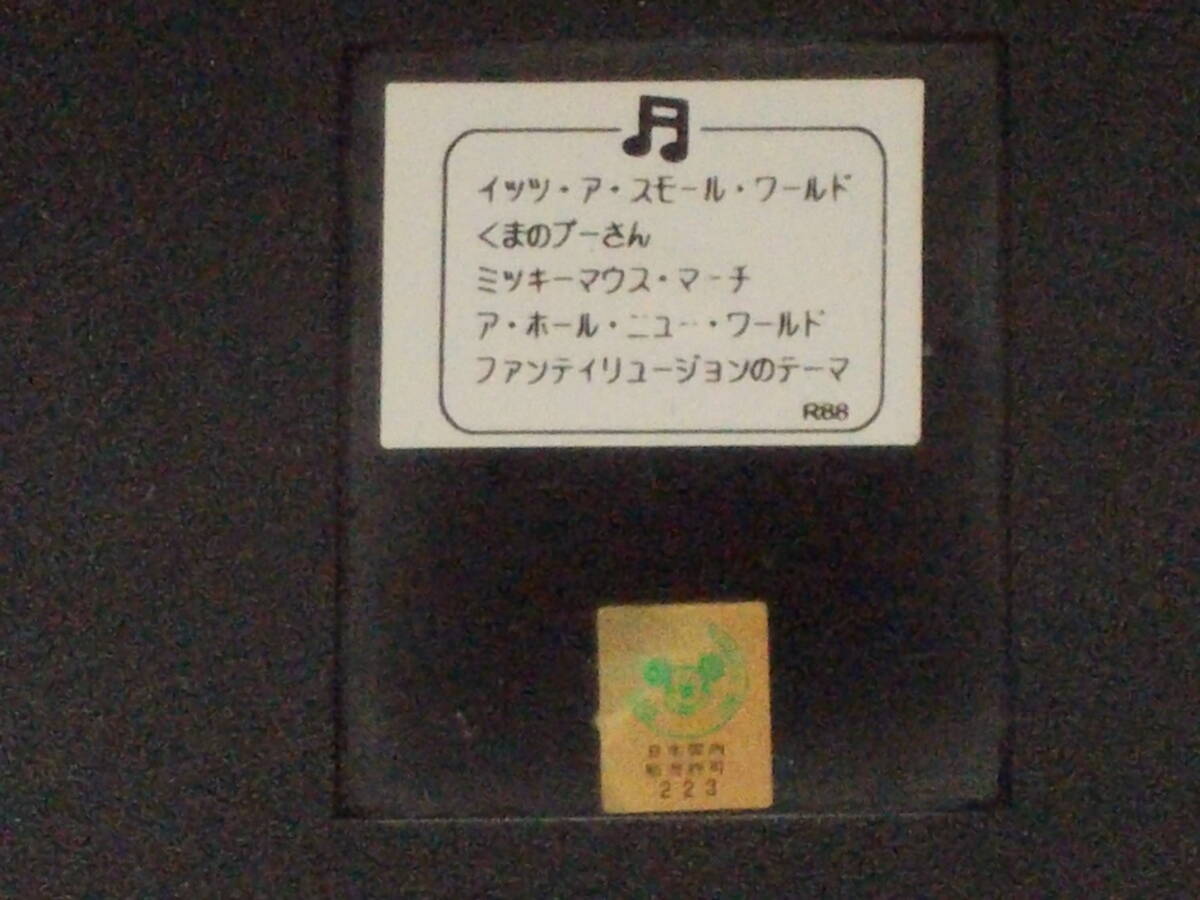 イッツ・ア・スモール・ワールド
くまのプーさん
ミッキーマウス・マーチ
ア・ホール・ニュー・ワールド
ファンティリュージョンのテーマ
R88
日本国内
販売許可
223